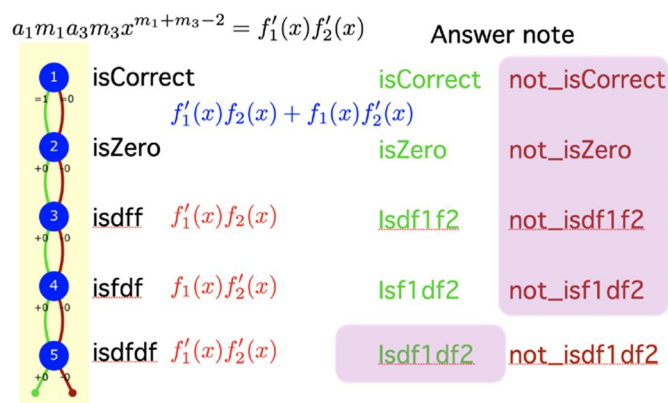 a₁m₁a₃m₃x^{m₁+m₃−2} = f₁′(x)f₂′(x)
Answer note
1 isCorrect isCorrect not_isCorrect
=1 =0
f₁′(x)f₂(x) + f₁(x)f₂′(x)
2 isZero isZero not_isZero
+0 -0
3 isdff f₁′(x)f₂(x) Isdf1f2 not_isdf1f2
+0 -0
4 isfdf f₁(x)f₂′(x) Isf1df2 not_isf1df2
+0 -0
5 isdfdf f₁′(x)f₂′(x) Isdf1df2 not_isdf1df2
+0 -0